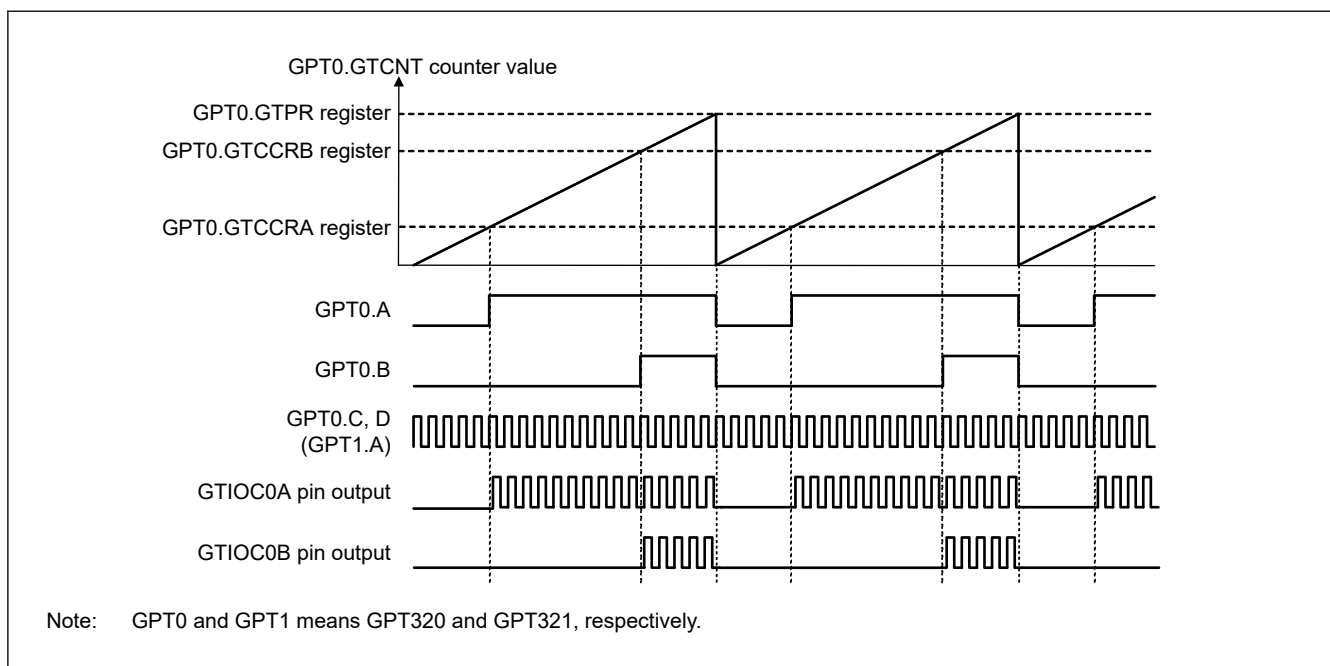 GPT0.GTCNT counter value
GPT0.GTPR register
GPT0.GTCCRB register
GPT0.GTCCRA register
GPT0.A
GPT0.B
GPT0.C, D
(GPT1.A)
GTIOC0A pin output
GTIOC0B pin output
Note: GPT0 and GPT1 means GPT320 and GPT321, respectively.